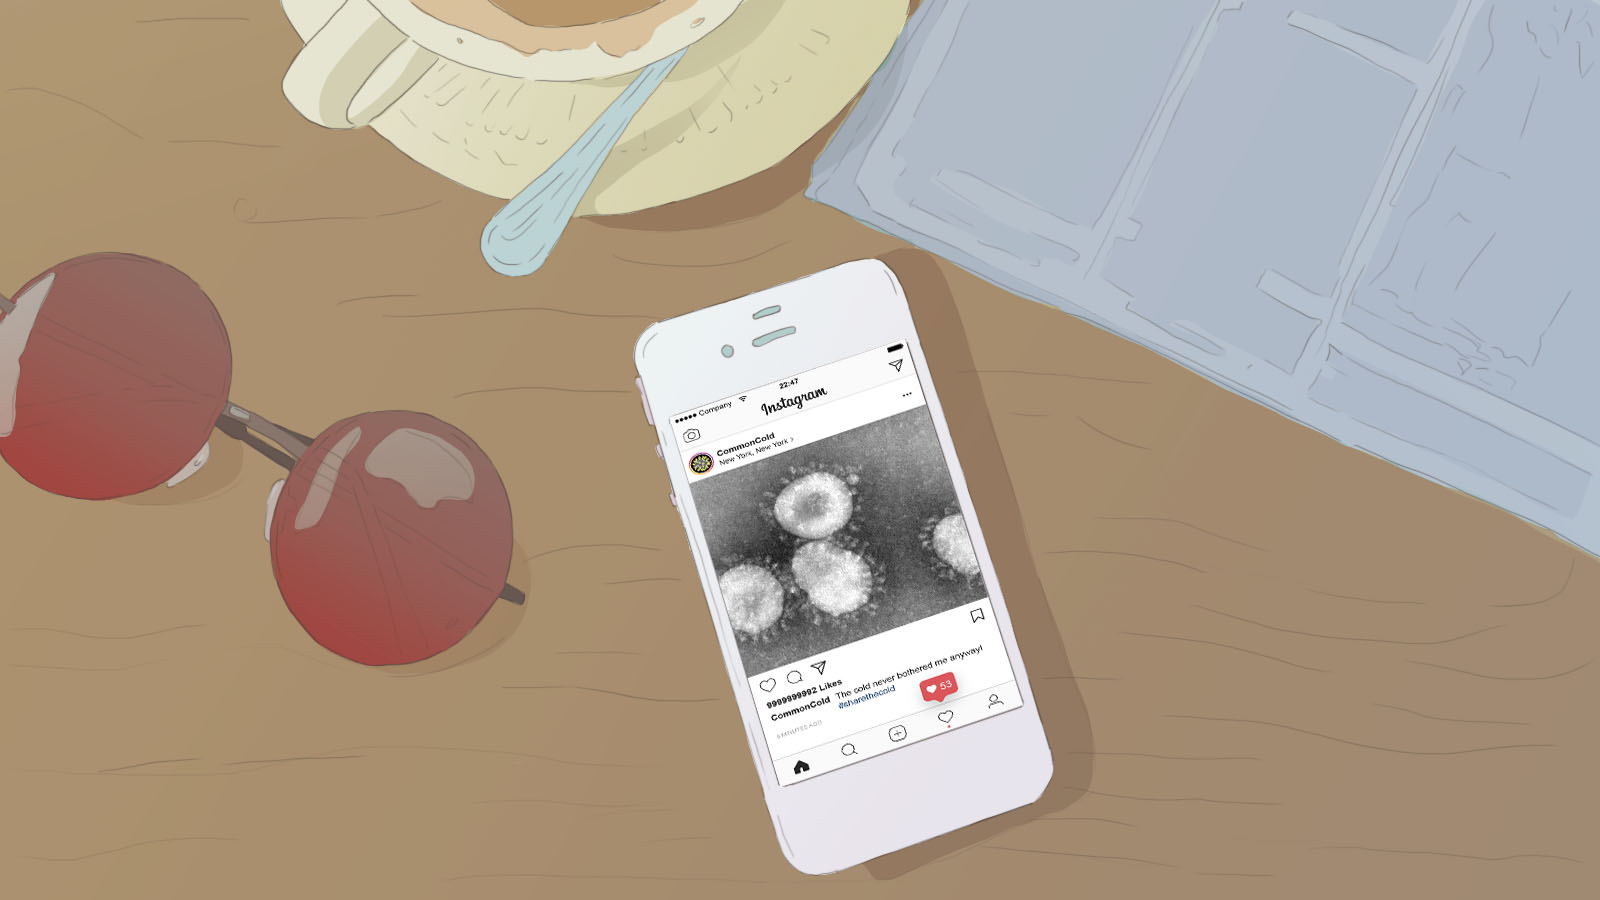 ●●●●● Company
22:47
Instagram
CommonCold
New York, New York >
9999999992 Likes
CommonCold The cold never bothered me anyway!
#sharethecold
53
6 MINUTES AGO